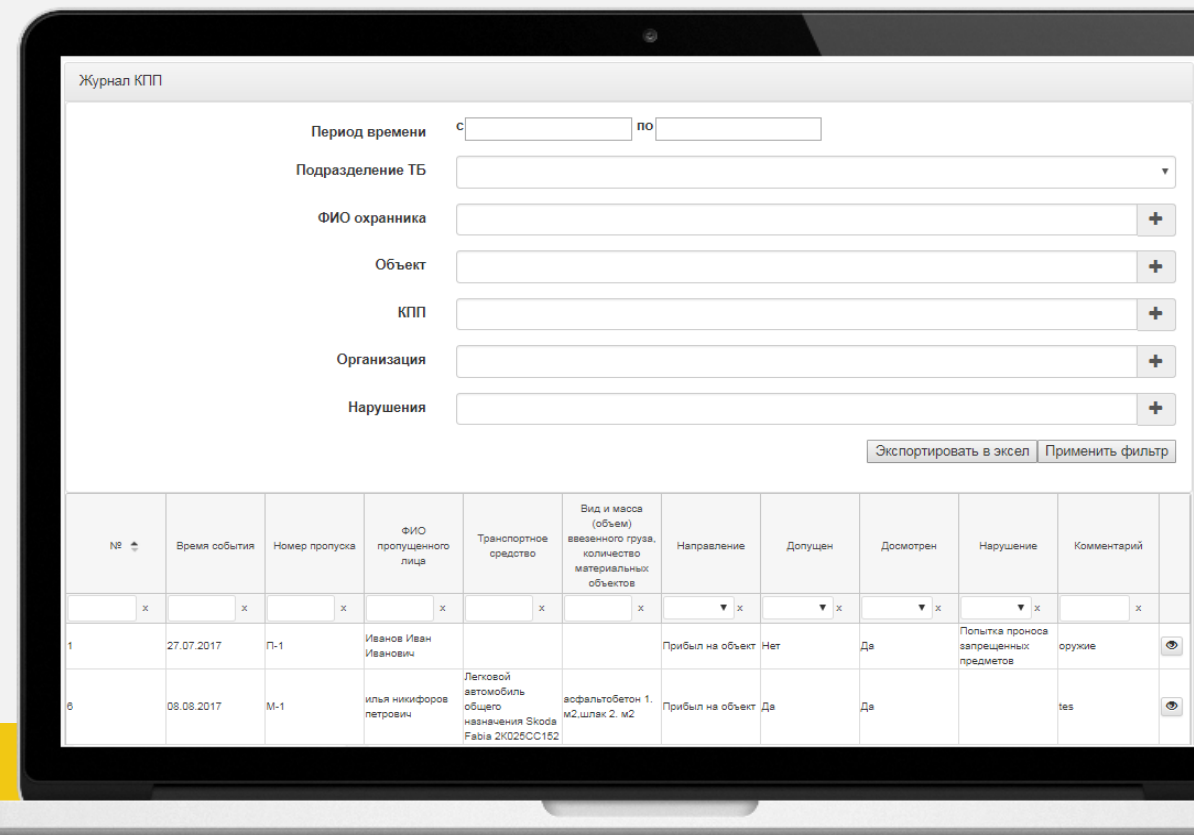 Журнал КПП
Период времени с по
Подразделение ТБ
ФИО охранника
Объект
КПП
Организация
Нарушения
Экспортировать в эксел Применить фильтр
№
Время события
Номер пропуска
ФИО
пропущенного
лица
Транспортное
средство
Вид и масса
(объем)
ввезенного груза,
количество
материальных
объектов
Направление
Допущен
Досмотрен
Нарушение
Комментарий
x x x x x x x x x x x
1
27.07.2017
П-1
Иванов Иван
Иванович
Прибыл на объект
Нет
Да
Попытка проноса
запрещенных
предметов
оружие
6
08.08.2017
М-1
илья никифоров
петрович
Легковой
автомобиль
общего
назначения Skoda
Fabia 2К025СС152
асфальтобетон 1.
м2,шлак 2. м2
Прибыл на объект
Да
Да
tes